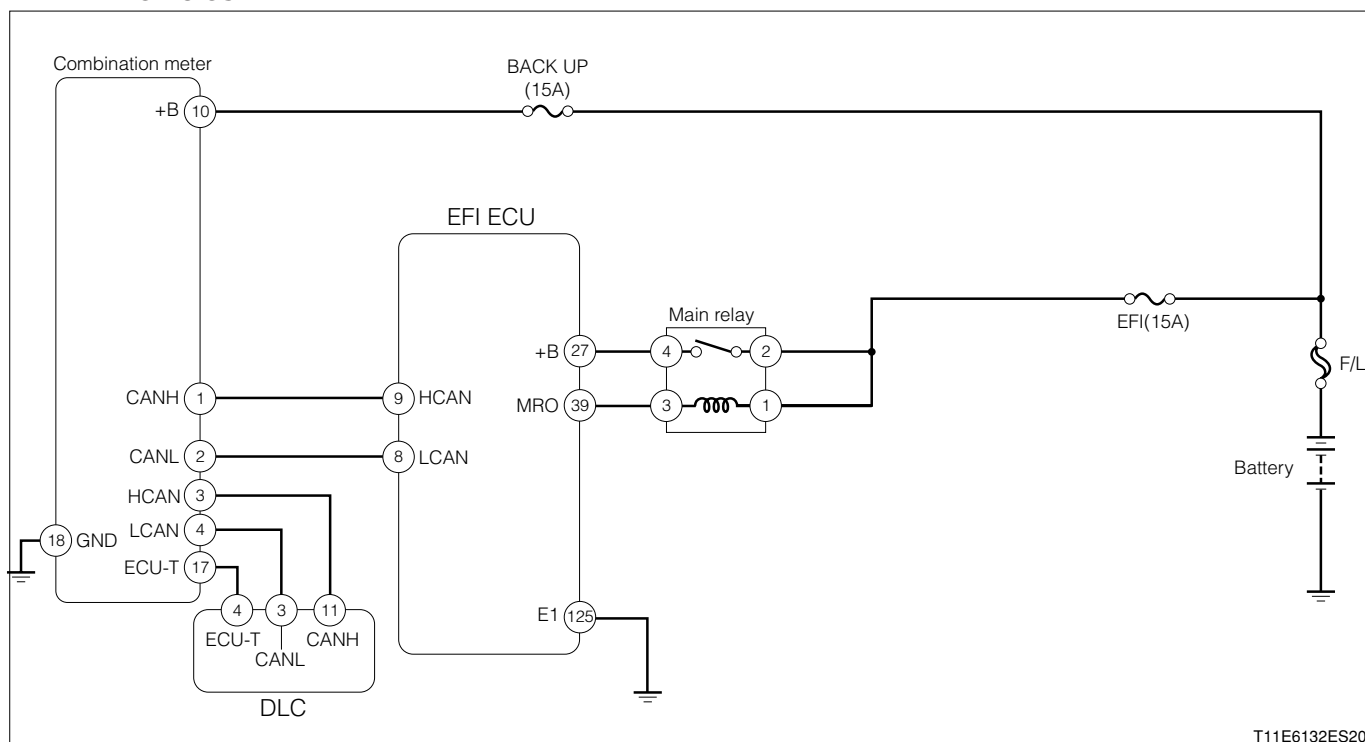 Combination meter
BACK UP
(15A)
+B 10
EFI ECU
Main relay
EFI(15A)
+B 27 4 2
F/L
CANH 1 9 HCAN
MRO 39 3 1
CANL 2 8 LCAN
Battery
HCAN 3
LCAN 4
18 GND
ECU-T 17
4 3 11
E1 125
ECU-T CANH
CANL
DLC
T11E6132ES20